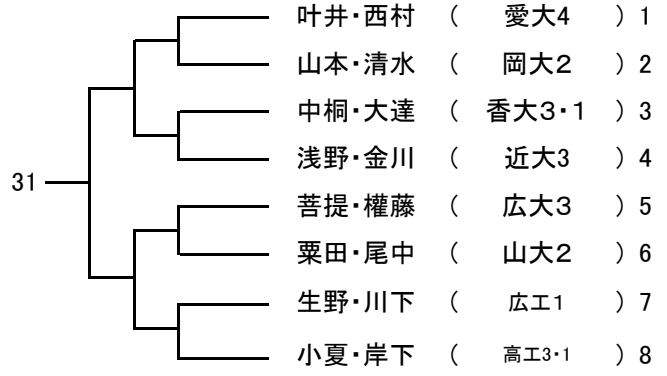 叶井・西村 ( 愛大4 ) 1
山本・清水 ( 岡大２ ) 2
中桐・大達 ( 香大３・１ ) 3
浅野・金川 ( 近大3 ) 4
31
菩提・權藤 ( 広大３ ) 5
粟田・尾中 ( 山大２ ) 6
生野・川下 ( 広工1 ) 7
小夏・岸下 ( 高工3・1 ) 8